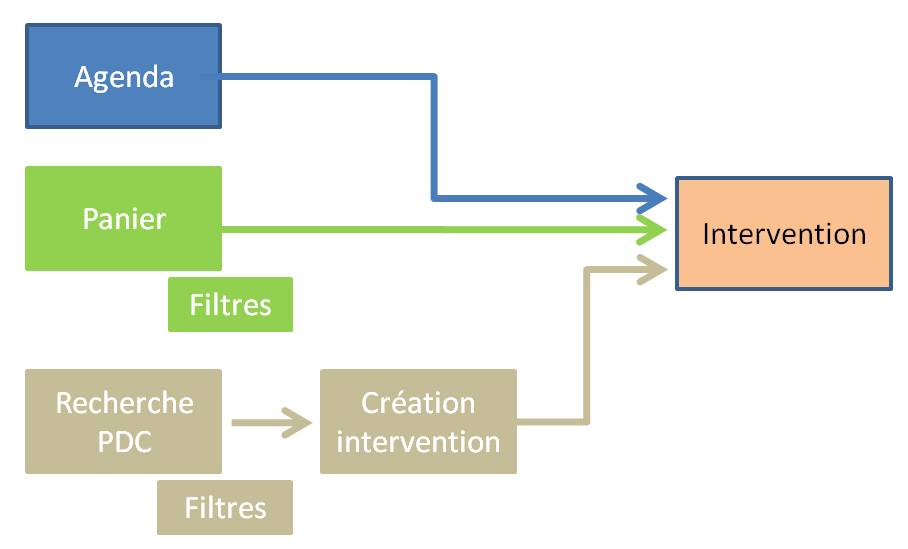 Agenda
Panier
Filtres
Intervention
Recherche
PDC
Création
intervention
Filtres